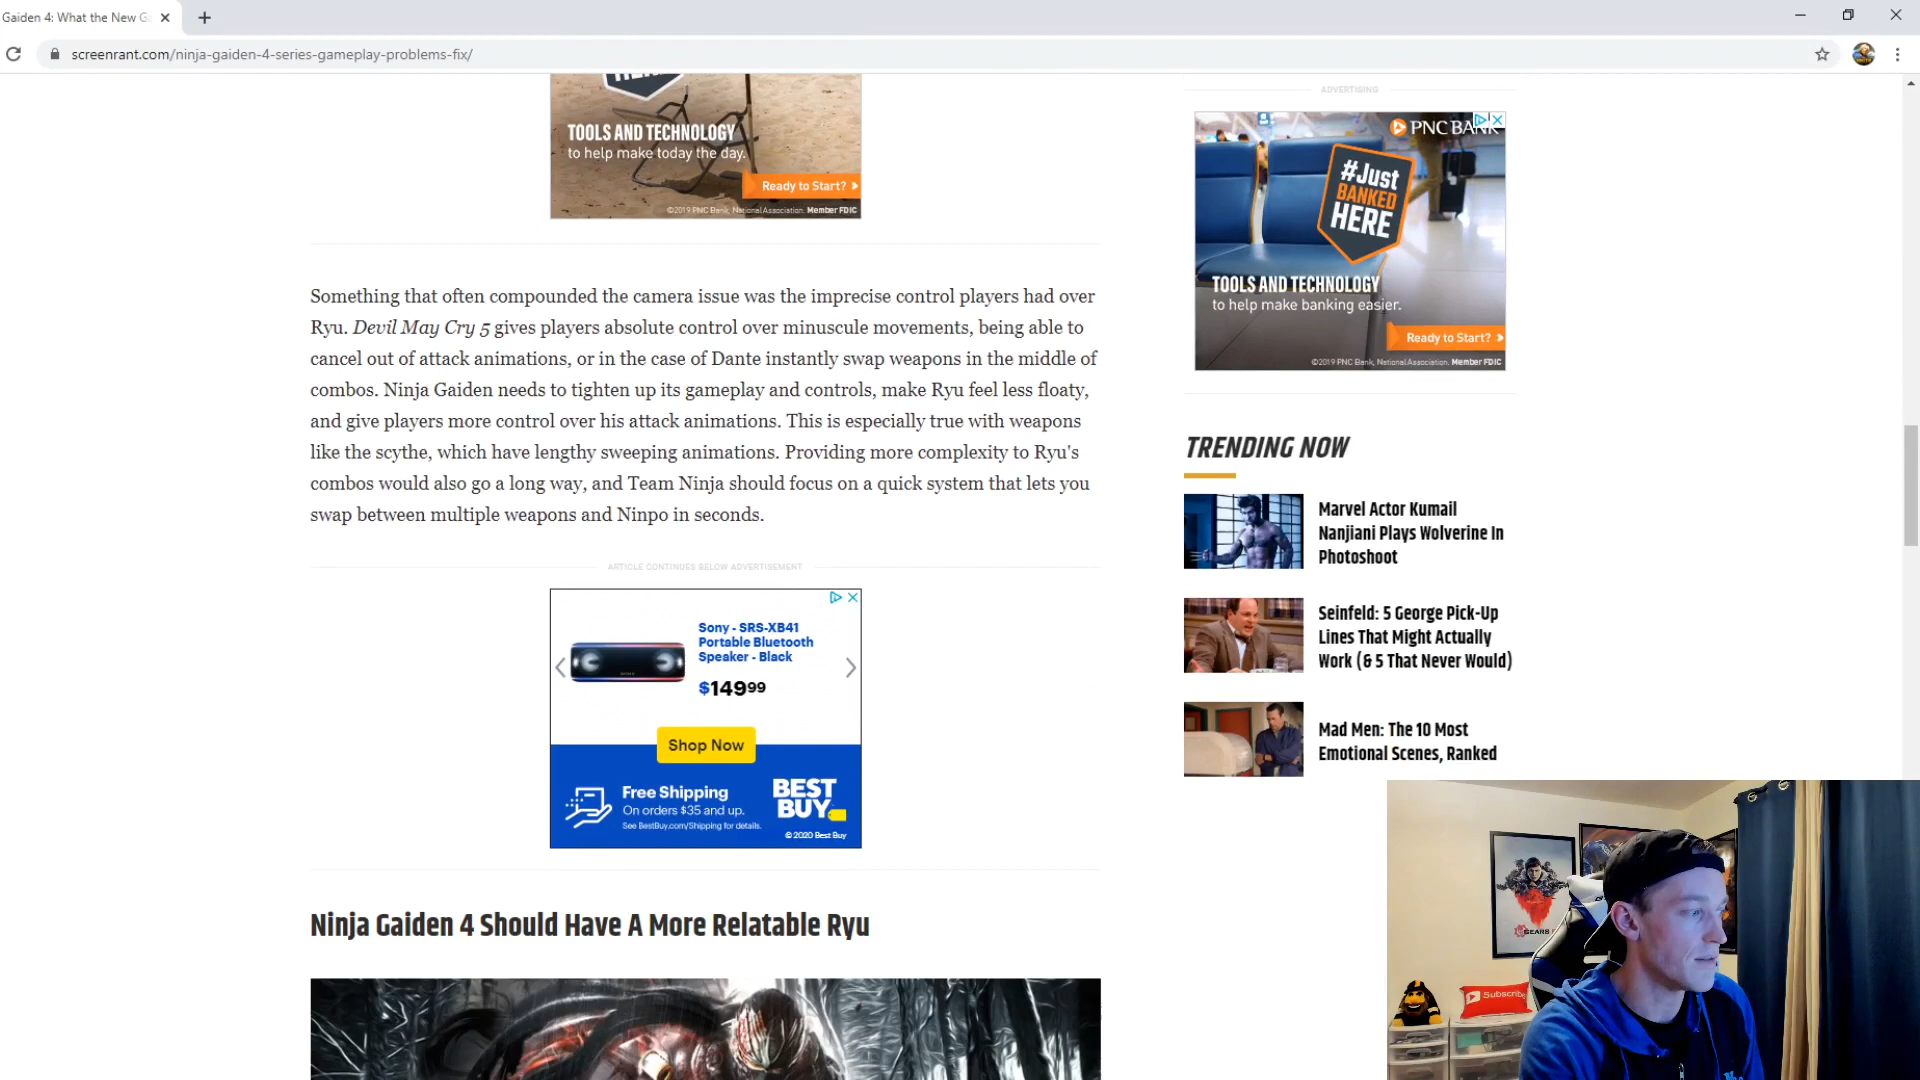 Gaiden 4: What the New G
screenrant.com/ninja-gaiden-4-series-gameplay-problems-fix/
TOOLS AND TECHNOLOGY
to help make today the day.
Ready to Start?
©2019 PNC Bank, National Association. Member FDIC
Something that often compounded the camera issue was the imprecise control players had over
Ryu. Devil May Cry 5 gives players absolute control over minuscule movements, being able to
cancel out of attack animations, or in the case of Dante instantly swap weapons in the middle of
combos. Ninja Gaiden needs to tighten up its gameplay and controls, make Ryu feel less floaty,
and give players more control over his attack animations. This is especially true with weapons
like the scythe, which have lengthy sweeping animations. Providing more complexity to Ryu's
combos would also go a long way, and Team Ninja should focus on a quick system that lets you
swap between multiple weapons and Ninpo in seconds.
ARTICLE CONTINUES BELOW ADVERTISEMENT
Sony - SRS-XB41
Portable Bluetooth
Speaker - Black
$149 99
Shop Now
Free Shipping
On orders $35 and up.
See BestBuy.com/Shipping for details.
BEST
BUY
© 2020 Best Buy
Ninja Gaiden 4 Should Have A More Relatable Ryu
ADVERTISING
PNC BANK
#Just
BANKED
HERE
TOOLS AND TECHNOLOGY
to help make banking easier.
Ready to Start?
©2019 PNC Bank, National Association. Member FDIC
TRENDING NOW
Marvel Actor Kumail
Nanjiani Plays Wolverine In
Photoshoot
Seinfeld: 5 George Pick-Up
Lines That Might Actually
Work (& 5 That Never Would)
Mad Men: The 10 Most
Emotional Scenes, Ranked
GEARS
Subscribe